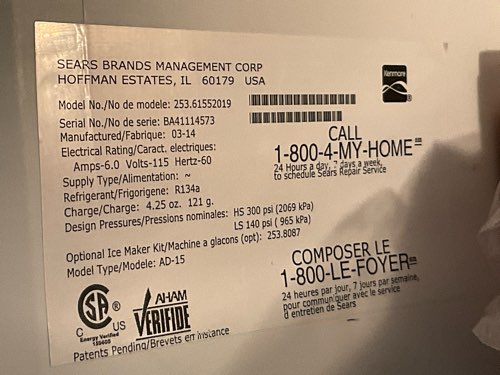 SEARS BRANDS MANAGEMENT CORP
HOFFMAN ESTATES, IL 60179 USA
Kenmore
Model No./No de modele: 253.61552019
Serial No./No de serie: BA41114573
Manufactured/Fabrique: 03-14
Electrical Rating/Caract. electriques:
Amps-6.0 Volts-115 Hertz-60
Supply Type/Alimentation: ~
Refrigerant/Frigorigene: R134a
Charge/Charge: 4.25 oz. 121 g.
Design Pressures/Pressions nominales: HS 300 psi (2069 kPa)
LS 140 psi ( 965 kPa)
CALL
1-800-4-MY-HOME
24 Hours a day, 7 days a week,
to schedule Sears Repair Service
Optional Ice Maker Kit/Machine a glacons (opt): 253.8087
Model Type/Modele: AD-15
COMPOSER LE
1-800-LE-FOYER
24 heures par jour, 7 jours par semaine,
pour communiquer avec le service
d entretien de Sears
CSA ®
C US
Energy Verified
AHAM
VERIFIDE
Patents Pending/Brevets en instance